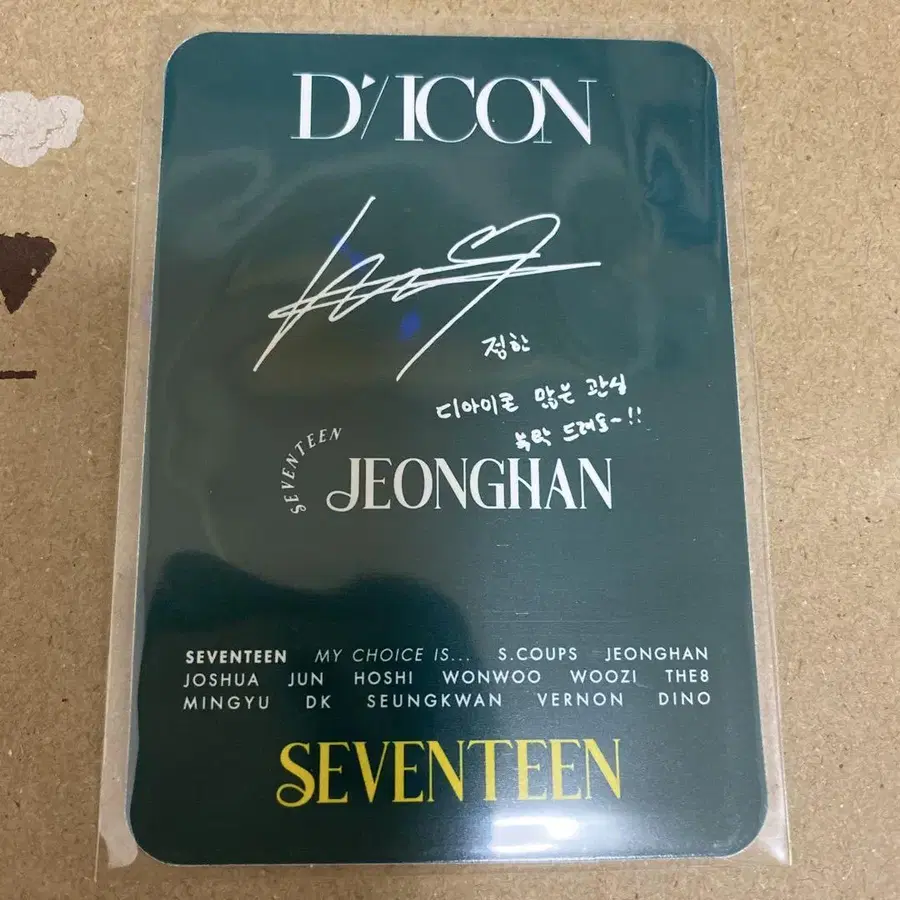 D'/ICON
정한
디아이콘 많은 관심
부탁 드려용~!!
SEVENTEEN
JEONGHAN
SEVENTEEN MY CHOICE IS... S.COUPS JEONGHAN
JOSHUA JUN HOSHI WONWOO WOOZI THE8
MINGYU DK SEUNGKWAN VERNON DINO
SEVENTEEN